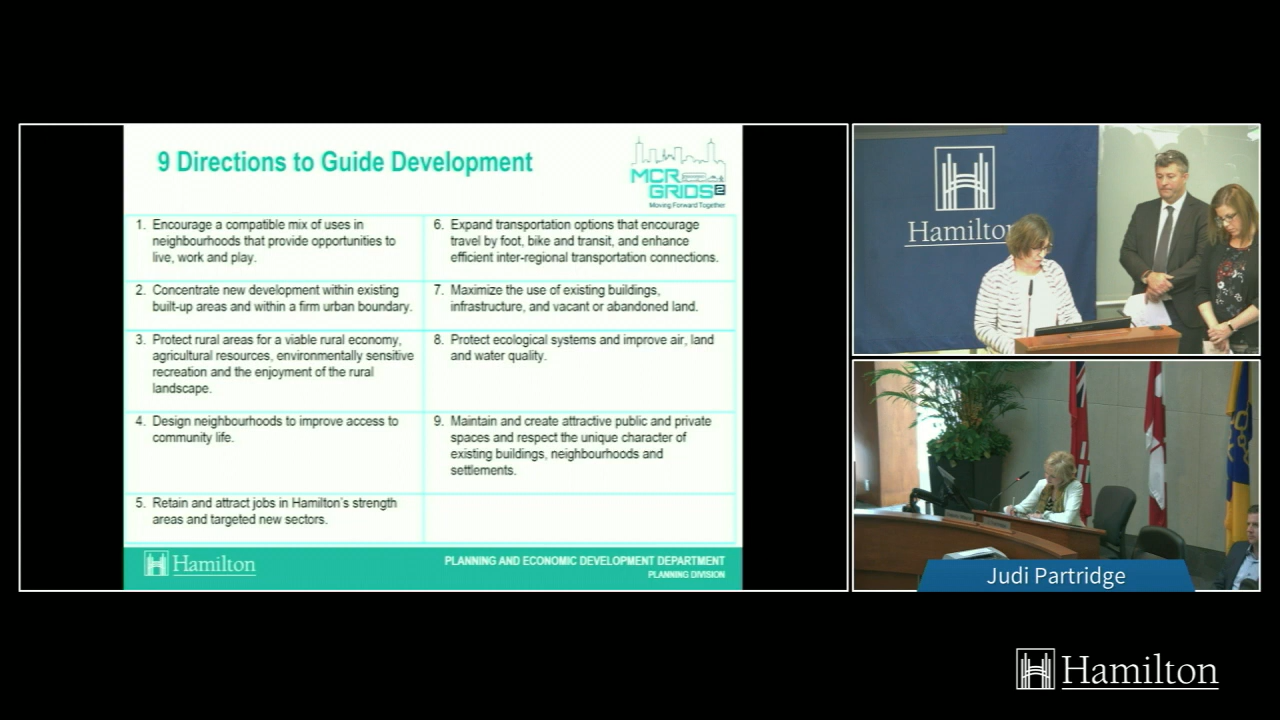 9 Directions to Guide Development
MCR
GRIDS 2
Moving Forward Together
1. Encourage a compatible mix of uses in
neighbourhoods that provide opportunities to
live, work and play.
6. Expand transportation options that encourage
travel by foot, bike and transit, and enhance
efficient inter-regional transportation connections.
2. Concentrate new development within existing
built-up areas and within a firm urban boundary.
7. Maximize the use of existing buildings,
infrastructure, and vacant or abandoned land.
3. Protect rural areas for a viable rural economy,
agricultural resources, environmentally sensitive
recreation and the enjoyment of the rural
landscape.
8. Protect ecological systems and improve air, land
and water quality.
4. Design neighbourhoods to improve access to
community life.
9. Maintain and create attractive public and private
spaces and respect the unique character of
existing buildings, neighbourhoods and
settlements.
5. Retain and attract jobs in Hamilton's strength
areas and targeted new sectors.
Hamilton
PLANNING AND ECONOMIC DEVELOPMENT DEPARTMENT
PLANNING DIVISION
Hamilton
Judi Partridge
Hamilton